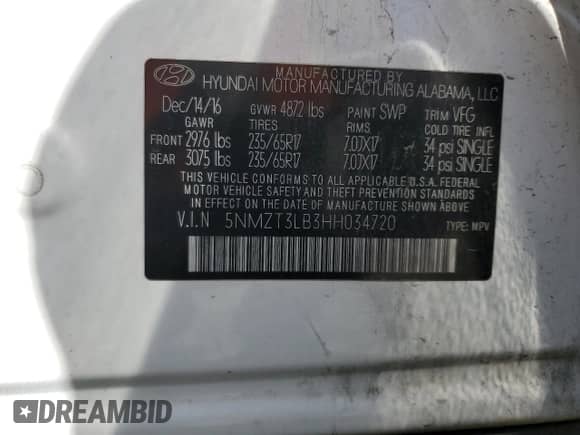 MANUFACTURED BY
HYUNDAI MOTOR MANUFACTURING ALABAMA, LLC
Dec/14/16 GVWR 4872 lbs PAINT SWP TRIM VFG
GAWR TIRES RIMS COLD TIRE INFL
FRONT 2976 lbs 235/65R17 7.0JX17 34 psi SINGLE
REAR 3075 lbs 235/65R17 7.0JX17 34 psi SINGLE
THIS VEHICLE CONFORMS TO ALL APPLICABLE U.S.A. FEDERAL
MOTOR VEHICLE SAFETY AND THEFT PREVENTION STANDARDS
IN EFFECT ON THE DATE OF MANUFACTURE SHOWN ABOVE.
V.I.N 5NMZT3LB3HH034720 TYPE: MPV
DREAMBID